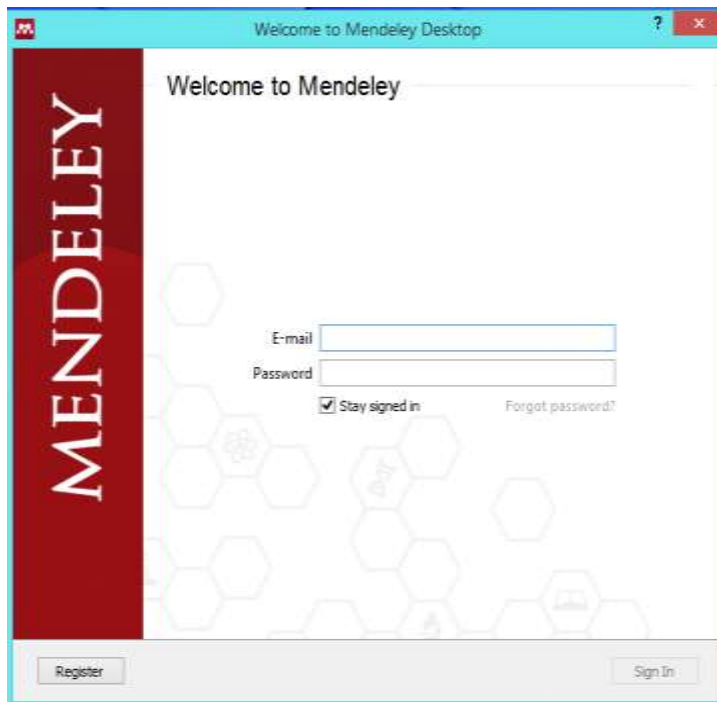 Welcome to Mendeley Desktop
?
x
MENDELEY
Welcome to Mendeley
E-mail
Password
Stay signed in
Forgot password?
Register
Sign In